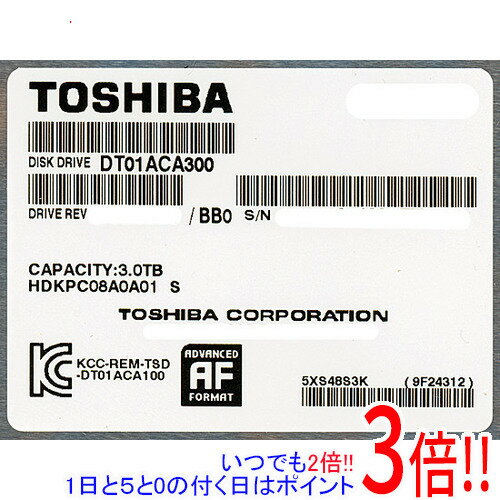 TOSHIBA
DISK DRIVE DT01ACA300
DRIVE REV /BB0 S/N
CAPACITY:3.0TB
HDKPC08A0A01 S
TOSHIBA CORPORATION
KCC-REM-TSD
-DT01ACA100
ADVANCED
AF
FORMAT
5XS48S3K (9F24312)
いつでも2倍!!
1日と5と0の付く日はポイント
3倍!!